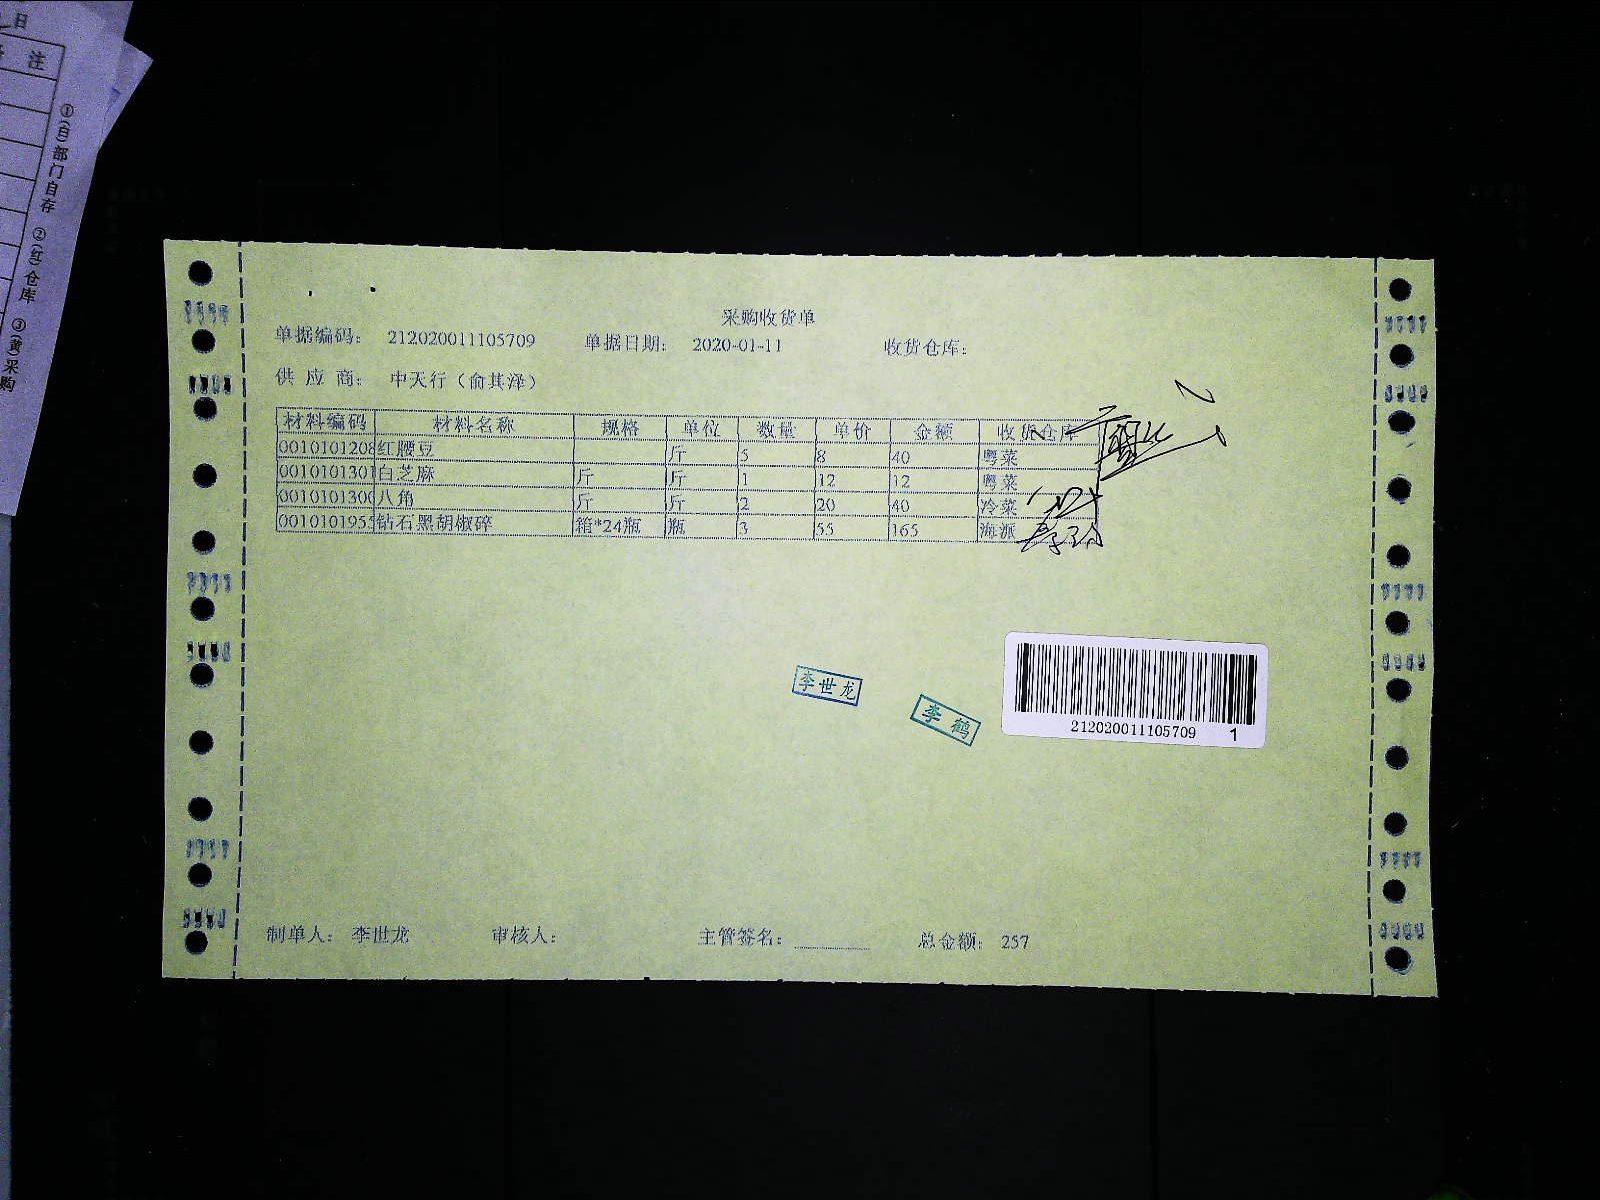 日
注
①(白)部门自存 ②(红)仓库 ③(黄)采购
采购收货单
单据编码： 212020011105709 单据日期： 2020-01-11 收货仓库：
供 应 商： 中天行（俞其泽）
材料编码 材料名称 规格 单位 数量 单价 金额 收货仓库
0010101208 红腰豆 斤 5 8 40 粤菜
0010101301 白芝麻 斤 斤 1 12 12 粤菜
0010101300 八角 斤 斤 2 20 40 冷菜
0010101955 钻石黑胡椒碎 箱*24瓶 瓶 3 55 165 海派
李世龙
李鹤
212020011105709 1
制单人： 李世龙 审核人： 主管签名： 总金额： 257